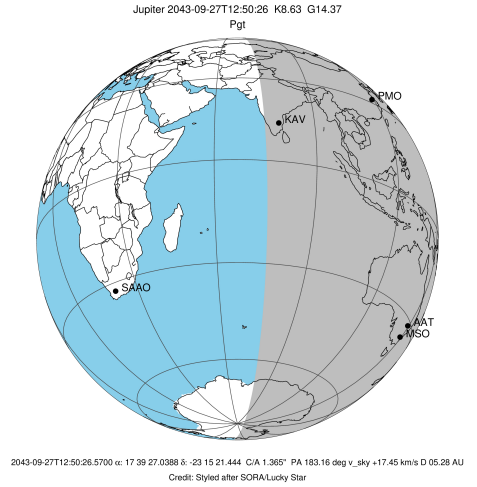 Jupiter 2043-09-27T12:50:26 K8.63 G14.37
Pgt
PMO
KAV
SAAO
AAT
MSO
2043-09-27T12:50:26.5700 α: 17 39 27.0388 δ: -23 15 21.444 C/A 1.365" PA 183.16 deg v_sky +17.45 km/s D 05.28 AU
Credit: Styled after SORA/Lucky Star